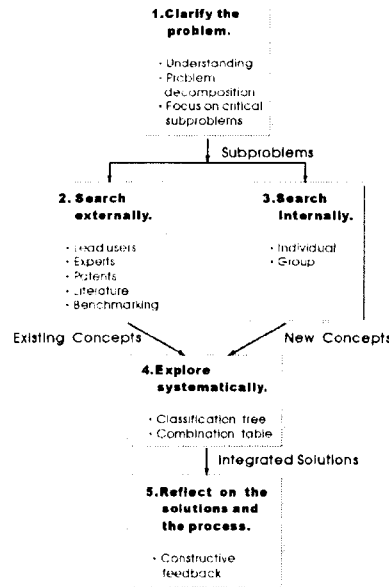 1.Clarify the
problem.
· Understanding
· Problem
decomposition
· Focus on critical
subproblems
Subproblems
2. Search
externally.
· Lead users
· Experts
· Patents
· Literature
· Benchmarking
3.Search
internally.
· Individual
· Group
Existing Concepts
New Concepts
4.Explore
systematically.
· Classification tree
· Combination table
Integrated Solutions
5.Reflect on the
solutions and
the process.
· Constructive
feedback